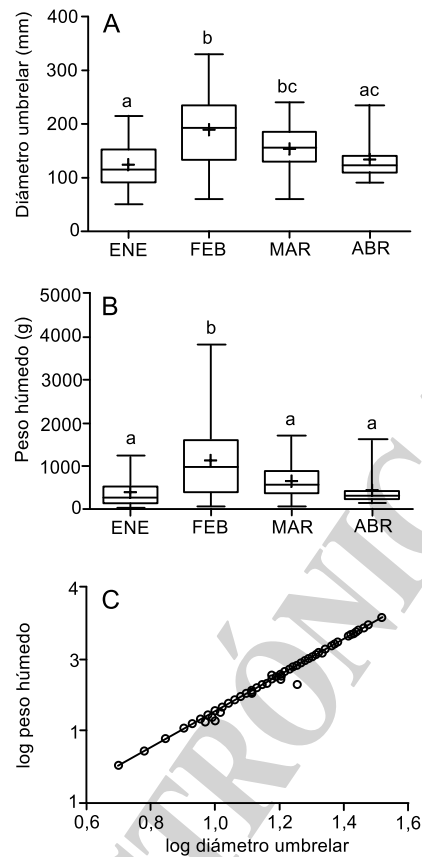 A
Diámetro umbrelar (mm)
400
300
200
100
0
a
b
bc
ac
ENE
FEB
MAR
ABR
B
Peso húmedo (g)
5000
4000
3000
2000
1000
0
a
b
a
a
ENE
FEB
MAR
ABR
C
log peso húmedo
4
3
1
1
0,6
0,8
1,0
1,2
1,4
1,6
log diámetro umbrelar
TRÓNIC